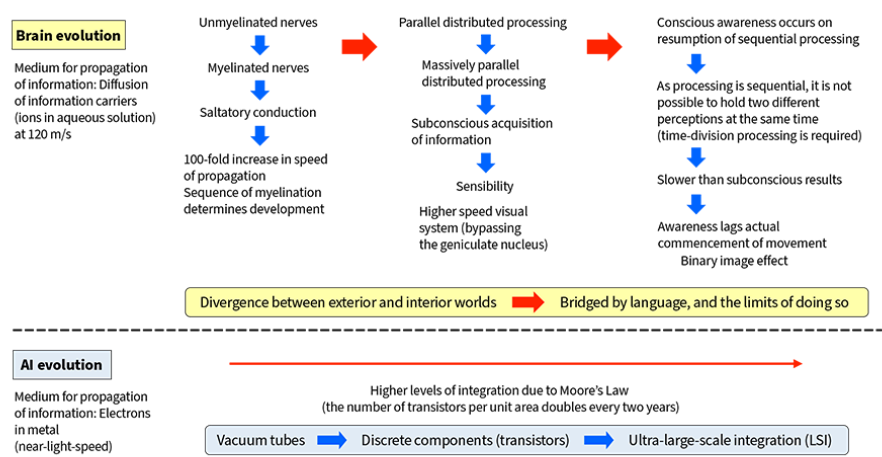 Brain evolution
Medium for propagation
of information: Diffusion
of information carriers
(ions in aqueous solution)
at 120 m/s
Unmyelinated nerves
Myelinated nerves
Saltatory conduction
100-fold increase in speed
of propagation
Sequence of myelination
determines development
Parallel distributed processing
Massively parallel
distributed processing
Subconscious acquisition
of information
Sensibility
Higher speed visual
system (bypassing
the geniculate nucleus)
Conscious awareness occurs on
resumption of sequential processing
As processing is sequential, it is not
possible to hold two different
perceptions at the same time
(time-division processing is required)
Slower than subconscious results
Awareness lags actual
commencement of movement
Binary image effect
Divergence between exterior and interior worlds
Bridged by language, and the limits of doing so
AI evolution
Medium for propagation
of information: Electrons
in metal
(near-light-speed)
Higher levels of integration due to Moore's Law
(the number of transistors per unit area doubles every two years)
Vacuum tubes
Discrete components (transistors)
Ultra-large-scale integration (LSI)